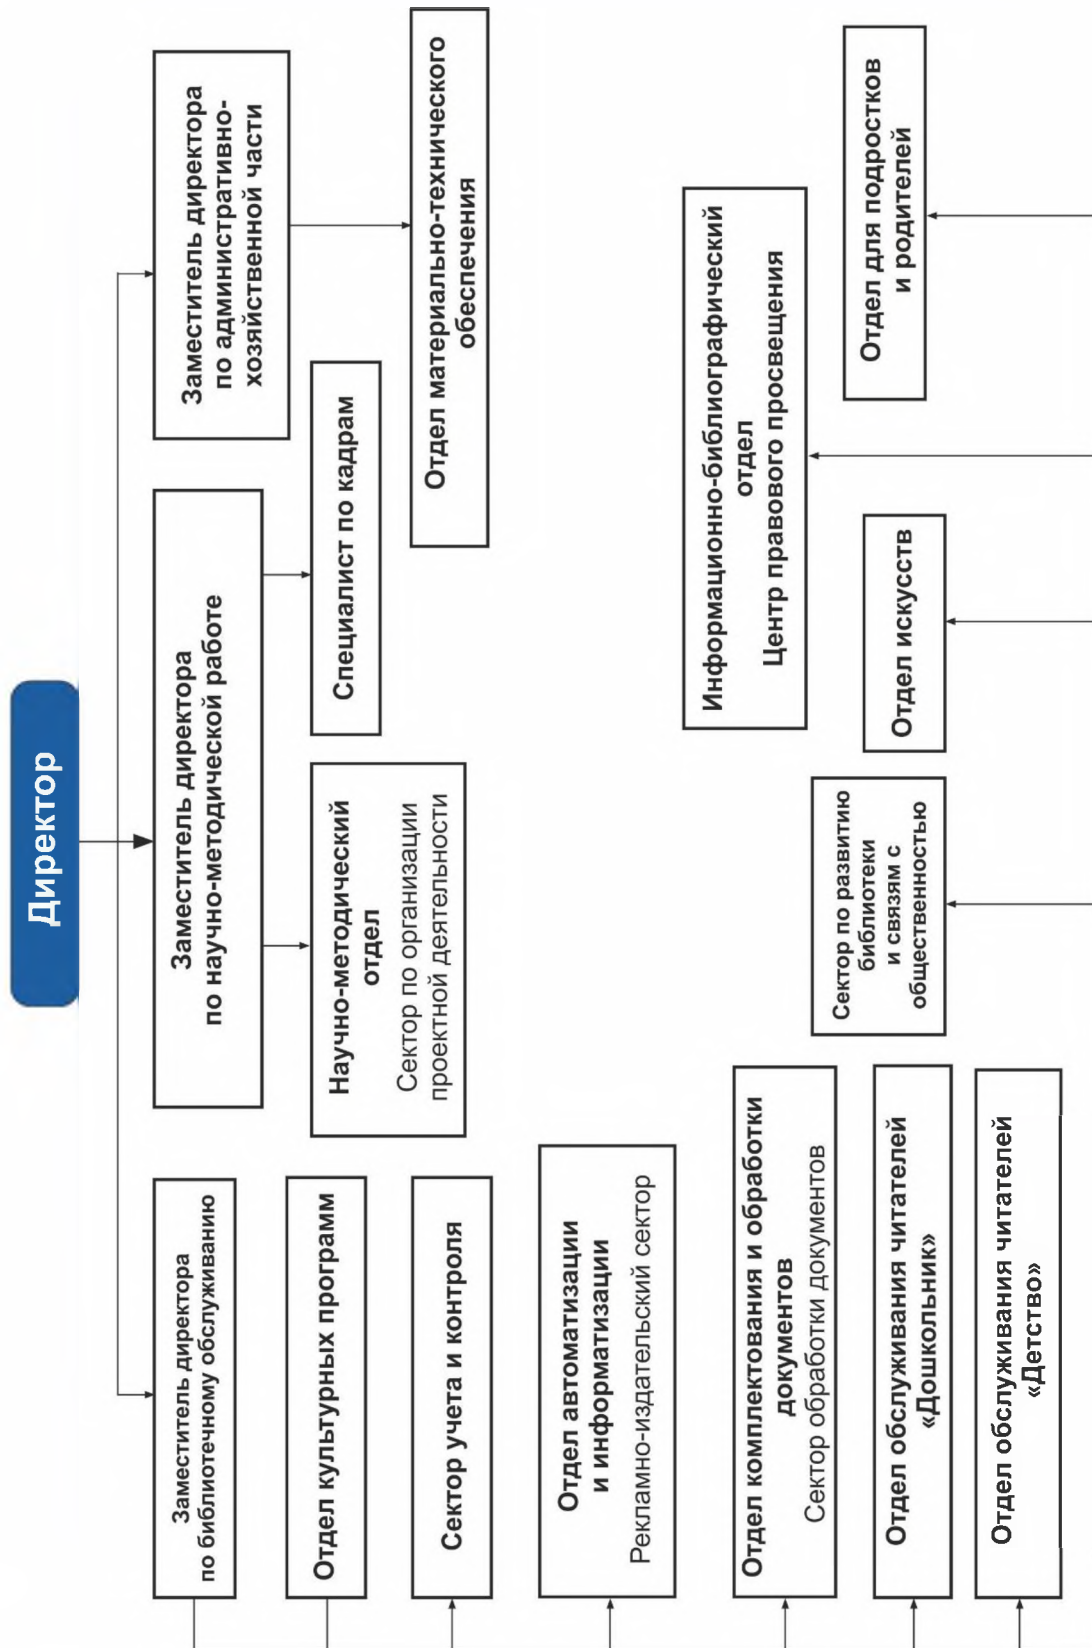 Директор
Заместитель директора
по библиотечному обслуживанию
Заместитель директора
по научно-методической работе
Заместитель директора
по административно-
хозяйственной части
Отдел культурных программ
Научно-методический
отдел
Сектор по организации
проектной деятельности
Специалист по кадрам
Отдел материально-технического
обеспечения
Сектор учета и контроля
Отдел автоматизации
и информатизации
Рекламно-издательский сектор
Отдел комплектования и обработки
документов
Сектор обработки документов
Отдел обслуживания читателей
«Дошкольник»
Отдел обслуживания читателей
«Детство»
Сектор по развитию
библиотеки
и связям с
общественностью
Отдел искусств
Информационно-библиографический
отдел
Центр правового просвещения
Отдел для подростков
и родителей